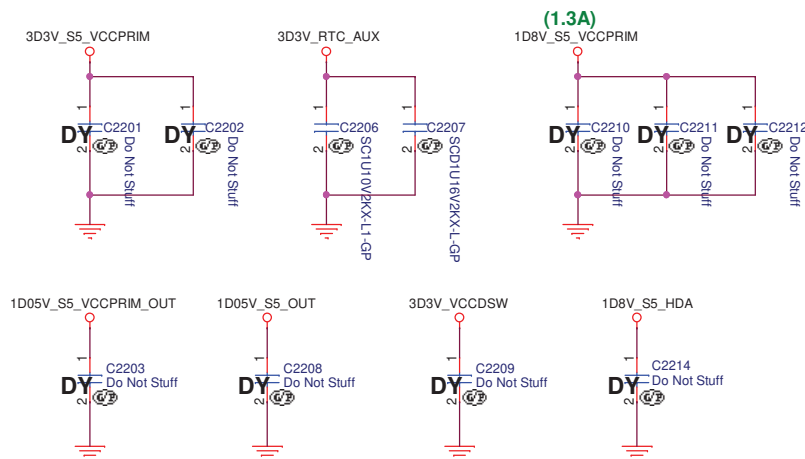 (1.3A)
3D3V_S5_VCCPRIM
3D3V_RTC_AUX
1D8V_S5_VCCPRIM
1
DY
C2201
2
G/P
Do Not Stuff
1
DY
C2202
2
G/P
Do Not Stuff
1
C2206
2
G/P
SC1U10V2KX-L1-GP
1
C2207
2
G/P
SCD1U16V2KX-L-GP
1
DY
C2210
2
G/P
Do Not Stuff
1
DY
C2211
2
G/P
Do Not Stuff
1
DY
C2212
2
G/P
Do Not Stuff
1D05V_S5_VCCPRIM_OUT
1D05V_S5_OUT
3D3V_VCCDSW
1D8V_S5_HDA
1
DY
C2203
Do Not Stuff
2
G/P
1
DY
C2208
Do Not Stuff
2
G/P
1
DY
C2209
Do Not Stuff
2
G/P
1
DY
C2214
Do Not Stuff
2
G/P